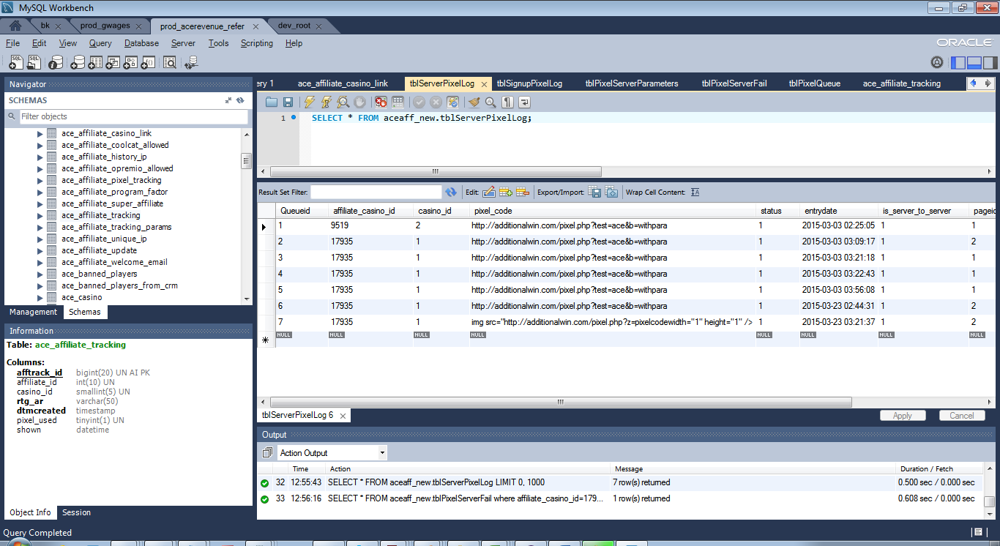 MySQL Workbench
bk prod_gwages prod_acerevenue_refer dev_root
File Edit View Query Database Server Tools Scripting Help
ORACLE
Navigator
SCHEMAS
Filter objects
ace_affiliate_casino_link
ace_affiliate_coolcat_allowed
ace_affiliate_history_ip
ace_affiliate_opremio_allowed
ace_affiliate_pixel_tracking
ace_affiliate_program_factor
ace_affiliate_super_affiliate
ace_affiliate_tracking
ace_affiliate_tracking_params
ace_affiliate_unique_ip
ace_affiliate_update
ace_affiliate_welcome_email
ace_banned_players
ace_banned_players_from_crm
ace_casino
Management Schemas
Information
Table: ace_affiliate_tracking
Columns:
afftrack_id bigint(20) UN AI PK
affiliate_id int(10) UN
casino_id smallint(5) UN
rtg_ar varchar(50)
dtmcreated timestamp
pixel_used tinyint(1) UN
shown datetime
Object Info Session
ery 1 ace_affiliate_casino_link tblServerPixelLog tblSignupPixelLog tblPixelServerParameters tblPixelServerFail tblPixelQueue ace_affiliate_tracking
1 SELECT * FROM aceaff_new.tblServerPixelLog;
Result Set Filter: Edit: Export/Import: Wrap Cell Content:
Queueid affiliate_casino_id casino_id pixel_code status entrydate is_server_to_server pageid
1 9519 2 http://additionalwin.com/pixel.php?test=ace&b=withpara 1 2015-03-03 02:25:05 1 1
2 17935 1 http://additionalwin.com/pixel.php?test=ace&b=withpara 1 2015-03-03 03:09:17 1 2
3 17935 1 http://additionalwin.com/pixel.php?test=ace&b=withpara 1 2015-03-03 03:21:18 1 1
4 17935 1 http://additionalwin.com/pixel.php?test=ace&b=withpara 1 2015-03-03 03:22:43 1 1
5 17935 1 http://additionalwin.com/pixel.php?test=ace&b=withpara 1 2015-03-03 03:56:08 1 1
6 17935 1 http://additionalwin.com/pixel.php?test=ace&b=withpara 1 2015-03-23 02:44:31 1 2
7 17935 1 img src="http://additionalwin.com/pixel.php?z=pixelcodewidth="1" height="1" /> 1 2015-03-23 03:21:37 1 2
NULL NULL NULL NULL NULL NULL NULL NULL
tblServerPixelLog 6 Apply Cancel
Output
Action Output
Time Action Message Duration / Fetch
32 12:55:43 SELECT * FROM aceaff_new.tblServerPixelLog LIMIT 0, 1000 7 row(s) returned 0.500 sec / 0.000 sec
33 12:56:16 SELECT * FROM aceaff_new.tblPixelServerFail where affiliate_casino_id=179... 1 row(s) returned 0.608 sec / 0.000 sec
Query Completed